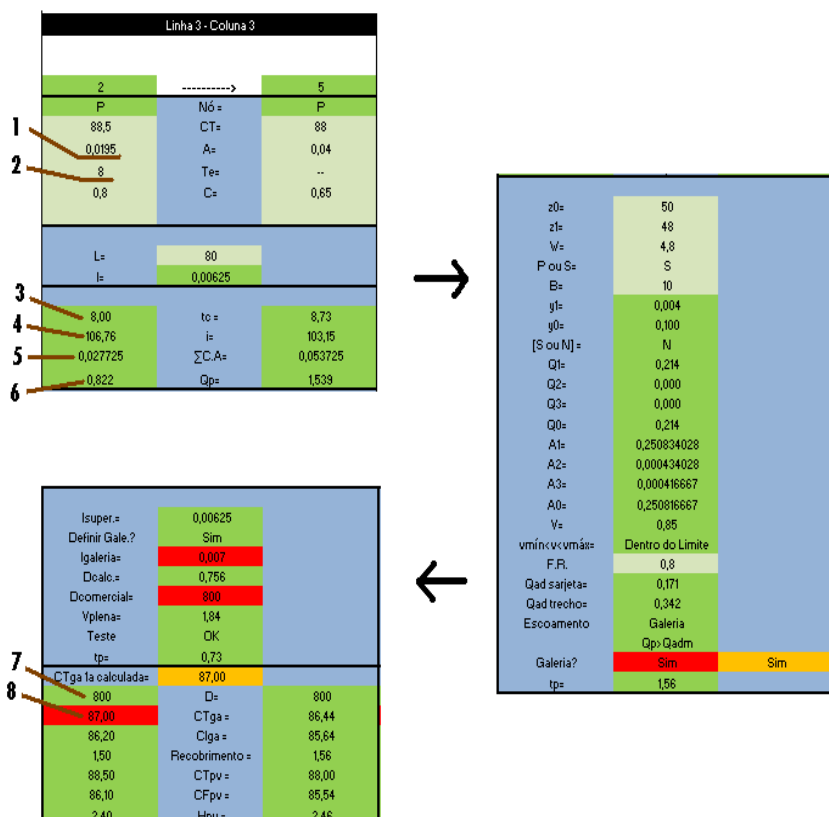 Linha 3 - Coluna 3
2 ----------> 5
P Nó = P
1 88,5 CT= 88
0,0195 A= 0,04
2 8 Te= --
0,8 C= 0,65
L= 80
I= 0,00625
3 8,00 tc = 8,73
4 106,76 i= 103,15
5 0,027725 ∑C.A= 0,053725
6 0,822 Qp= 1,539
z0= 50
z1= 48
W= 4,8
P ou S= S
B= 10
y1= 0,004
y0= 0,100
[S ou N] = N
Q1= 0,214
Q2= 0,000
Q3= 0,000
Q0= 0,214
A1= 0,250834028
A2= 0,000434028
A3= 0,000416667
A0= 0,250816667
V= 0,85
vmín<v<vmáx= Dentro do Limite
F.R. 0,8
Qad sarjeta= 0,171
Qad trecho= 0,342
Escoamento Galeria
Qp>Qadm
Galeria? Sim Sim
tp= 1,56
Isuper.= 0,00625
Definir Gale.? Sim
Igaleria= 0,007
Dcalc.= 0,756
Dcomercial= 800
Vplena= 1,84
Teste OK
tp= 0,73
CTga 1a calculada= 87,00
7 800 D= 800
8 87,00 CTga = 86,44
86,20 CIga = 85,64
1,50 Recobrimento = 1,56
88,50 CTpv = 88,00
86,10 CFpv = 85,54
2,40 Hpv = 2,46